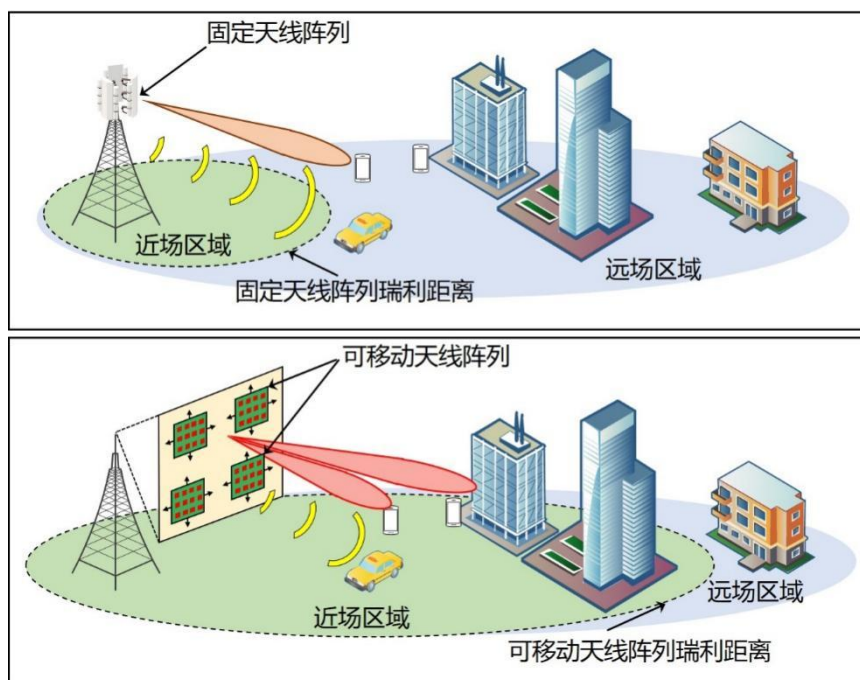 固定天线阵列
近场区域
远场区域
固定天线阵列瑞利距离
可移动天线阵列
远场区域
近场区域
可移动天线阵列瑞利距离